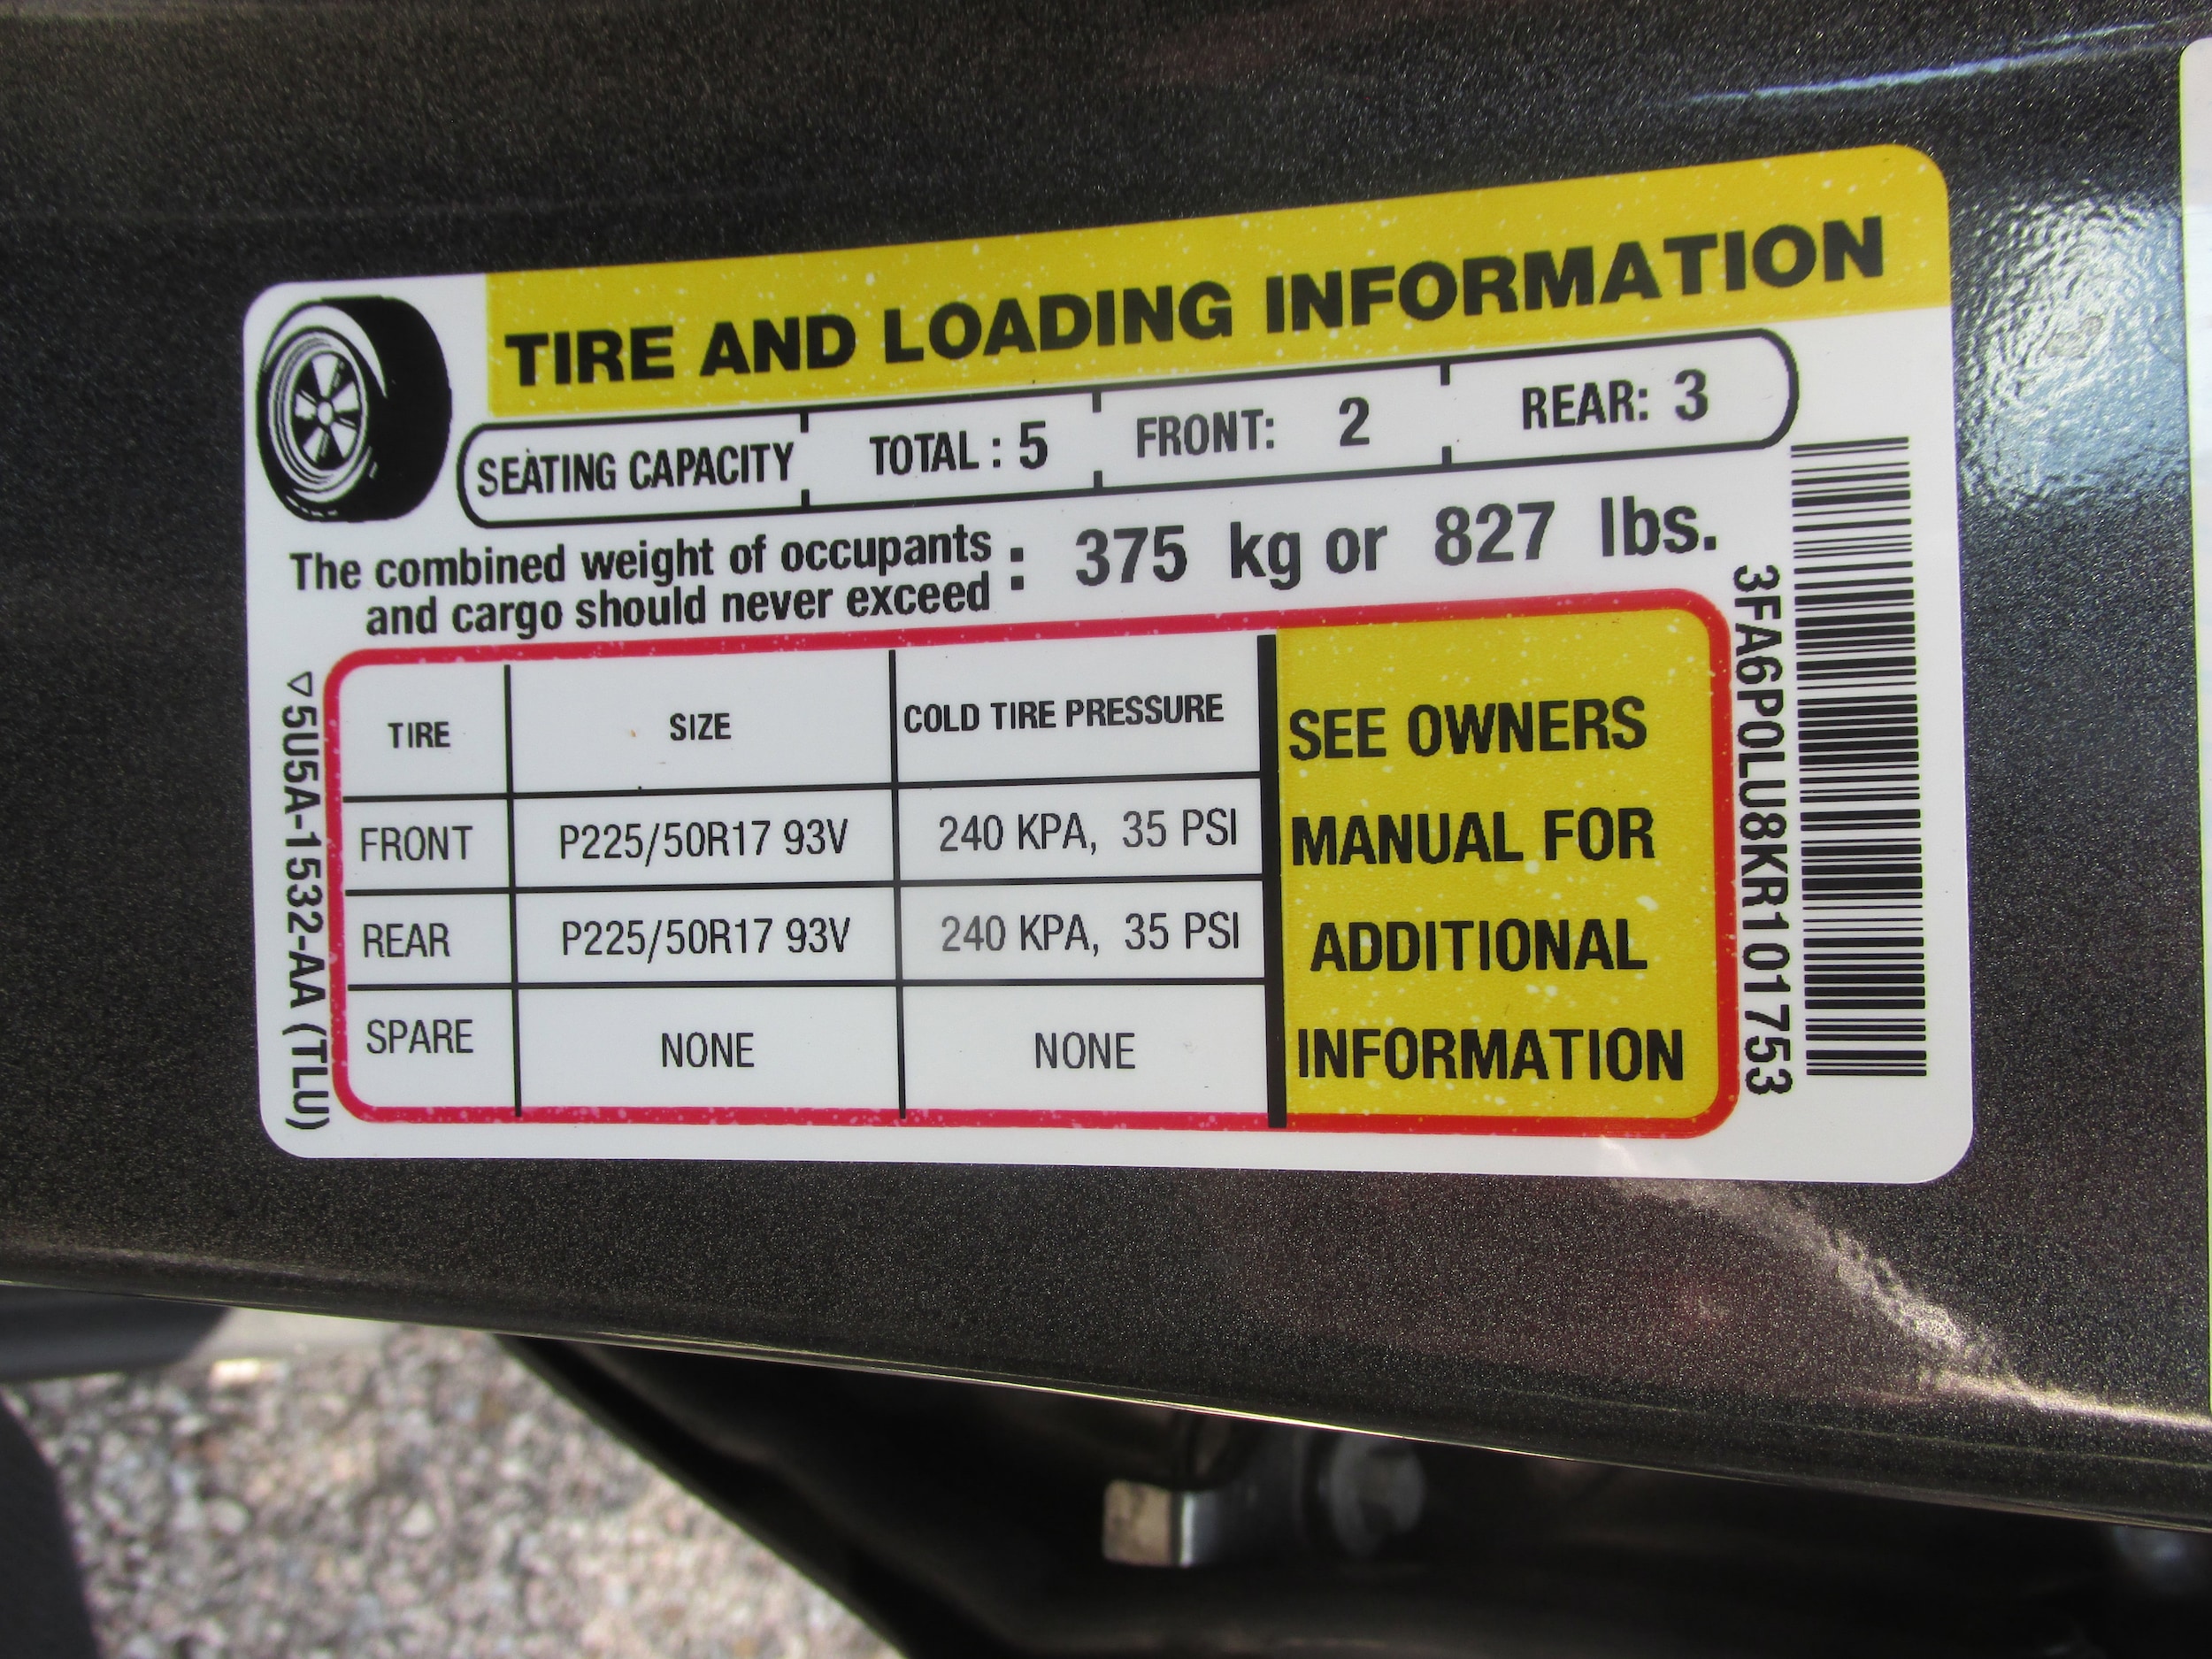 TIRE AND LOADING INFORMATION
SEATING CAPACITY TOTAL : 5 FRONT: 2 REAR: 3
The combined weight of occupants
and cargo should never exceed : 375 kg or 827 lbs.
TIRE SIZE COLD TIRE PRESSURE
FRONT P225/50R17 93V 240 KPA, 35 PSI
REAR P225/50R17 93V 240 KPA, 35 PSI
SPARE NONE NONE
SEE OWNERS
MANUAL FOR
ADDITIONAL
INFORMATION
5U5A-1532-AA (TLU)
3FA6P0LU8KR101753